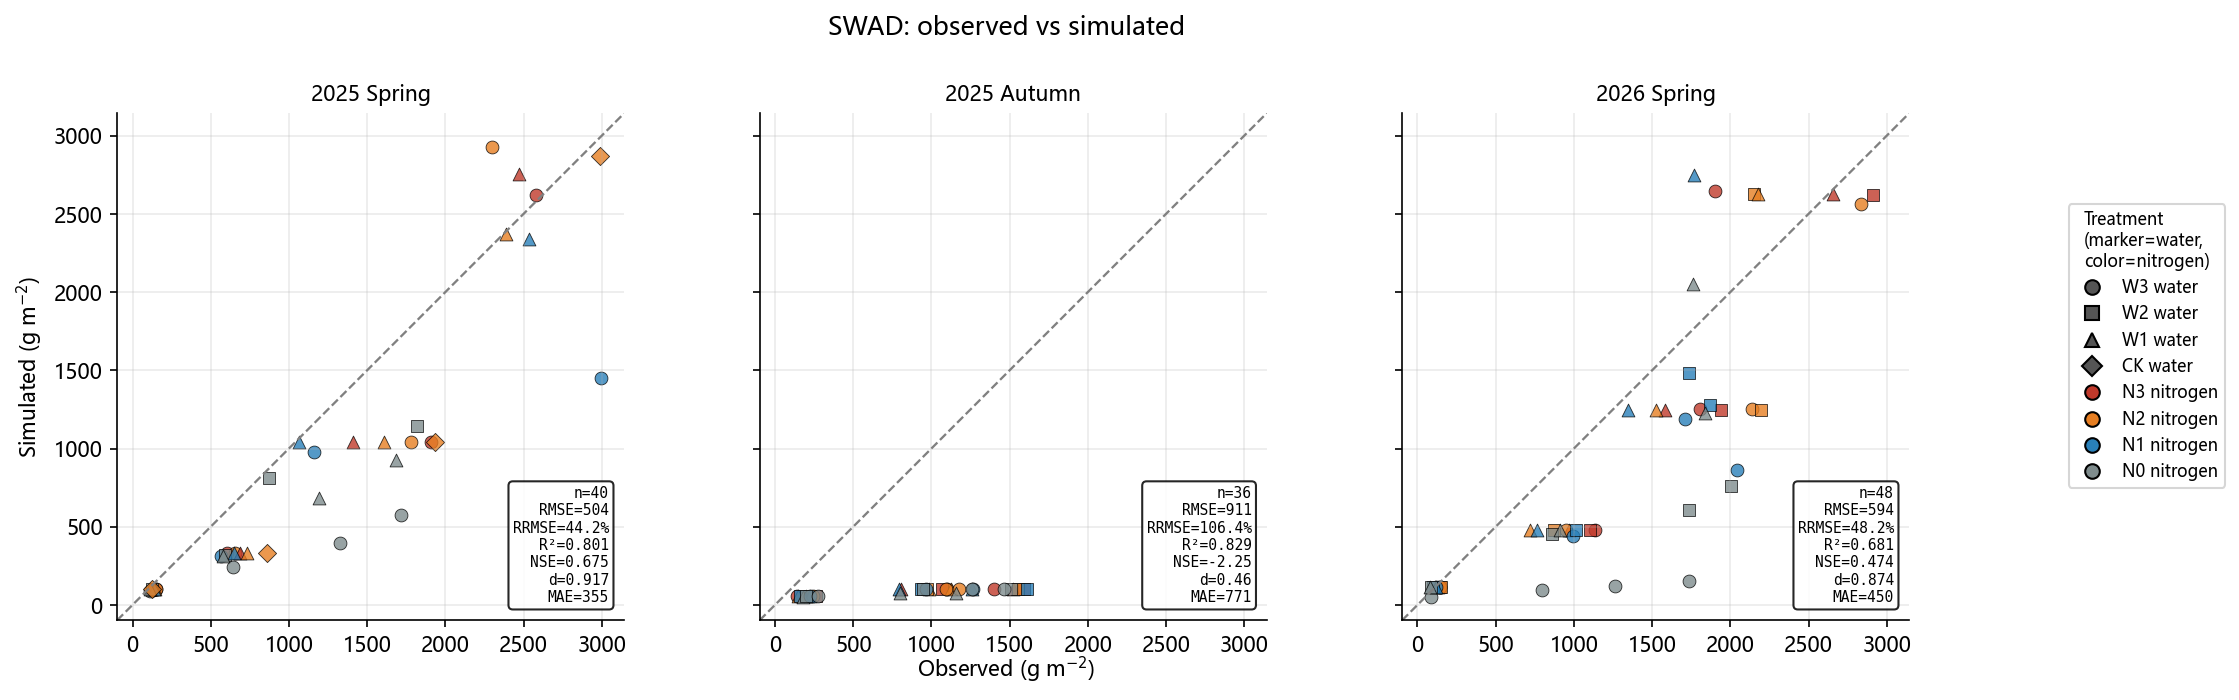 SWAD: observed vs simulated
2025 Spring
2025 Autumn
2026 Spring
Simulated (g m⁻²)
3000
2500
2000
1500
1000
500
0
0 500 1000 1500 2000 2500 3000
n=40
RMSE=504
RRMSE=44.2%
R²=0.801
NSE=0.675
d=0.917
MAE=355
0 500 1000 1500 2000 2500 3000
n=36
RMSE=911
RRMSE=106.4%
R²=0.829
NSE=-2.25
d=0.46
MAE=771
0 500 1000 1500 2000 2500 3000
n=48
RMSE=594
RRMSE=48.2%
R²=0.681
NSE=0.474
d=0.874
MAE=450
Observed (g m⁻²)
Treatment
(marker=water,
color=nitrogen)
W3 water
W2 water
W1 water
CK water
N3 nitrogen
N2 nitrogen
N1 nitrogen
N0 nitrogen